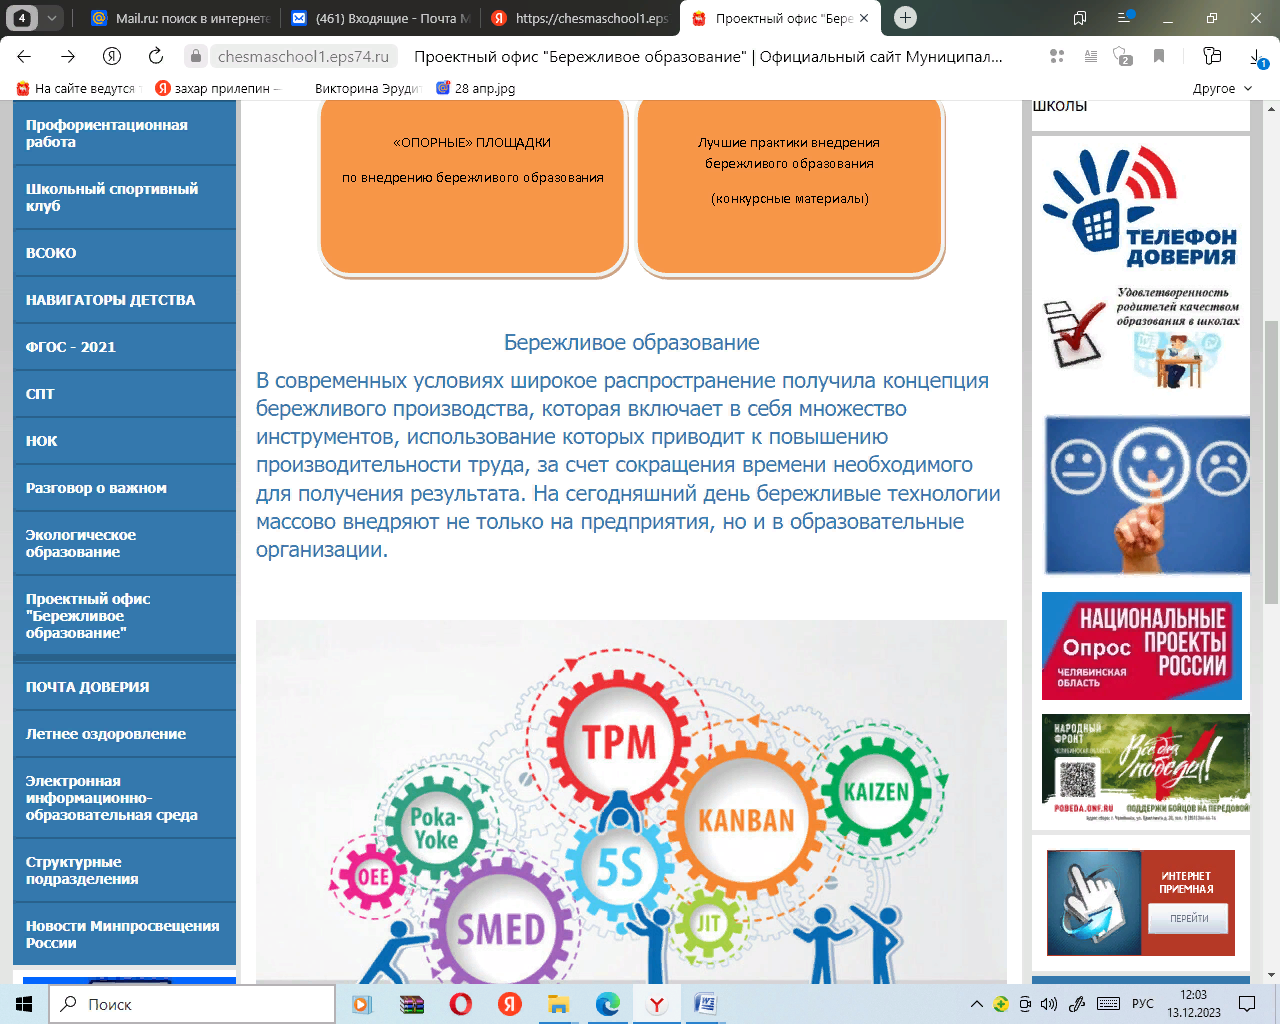 4
Mail.ru: поиск в интернете
(461) Входящие - Почта M
https://chesmaschool1.eps
Проектный офис "Бере
chesmaschool1.eps74.ru
Проектный офис "Бережливое образование" | Официальный сайт Муниципал...
2
1
На сайте ведутся
захар прилепин –
Викторина Эрудит
28 апр.jpg
Другое
Профориентационная
работа
Школьный спортивный
клуб
ВСОКО
НАВИГАТОРЫ ДЕТСТВА
ФГОС - 2021
СПТ
НОК
Разговор о важном
Экологическое
образование
Проектный офис
"Бережливое
образование"
ПОЧТА ДОВЕРИЯ
Летнее оздоровление
Электронная
информационно-
образовательная среда
Структурные
подразделения
Новости Минпросвещения
России
«ОПОРНЫЕ» ПЛОЩАДКИ
по внедрению бережливого образования
Лучшие практики внедрения
бережливого образования
(конкурсные материалы)
Бережливое образование
В современных условиях широкое распространение получила концепция
бережливого производства, которая включает в себя множество
инструментов, использование которых приводит к повышению
производительности труда, за счет сокращения времени необходимого
для получения результата. На сегодняшний день бережливые технологии
массово внедряют не только на предприятия, но и в образовательные
организации.
TPM
KANBAN
KAIZEN
Poka-
Yoke
5S
OEE
SMED
JIT
ШКОЛЫ
ТЕЛЕФОН
ДОВЕРИЯ
Удовлетворенность
родителей качеством
образования в школах
НАЦИОНАЛЬНЫЕ
ПРОЕКТЫ
РОССИИ
Опрос
ЧЕЛЯБИНСКАЯ
ОБЛАСТЬ
НАРОДНЫЙ
ФРОНТ
ЧЕЛЯБИНСКАЯ ОБЛАСТЬ
Всё для
победы!
POBEDA.ONF.RU
ПОДДЕРЖИ БОЙЦОВ НА ПЕРЕДОВОЙ
ИНТЕРНЕТ
ПРИЕМНАЯ
ПЕРЕЙТИ
Поиск
РУС
12:03
13.12.2023